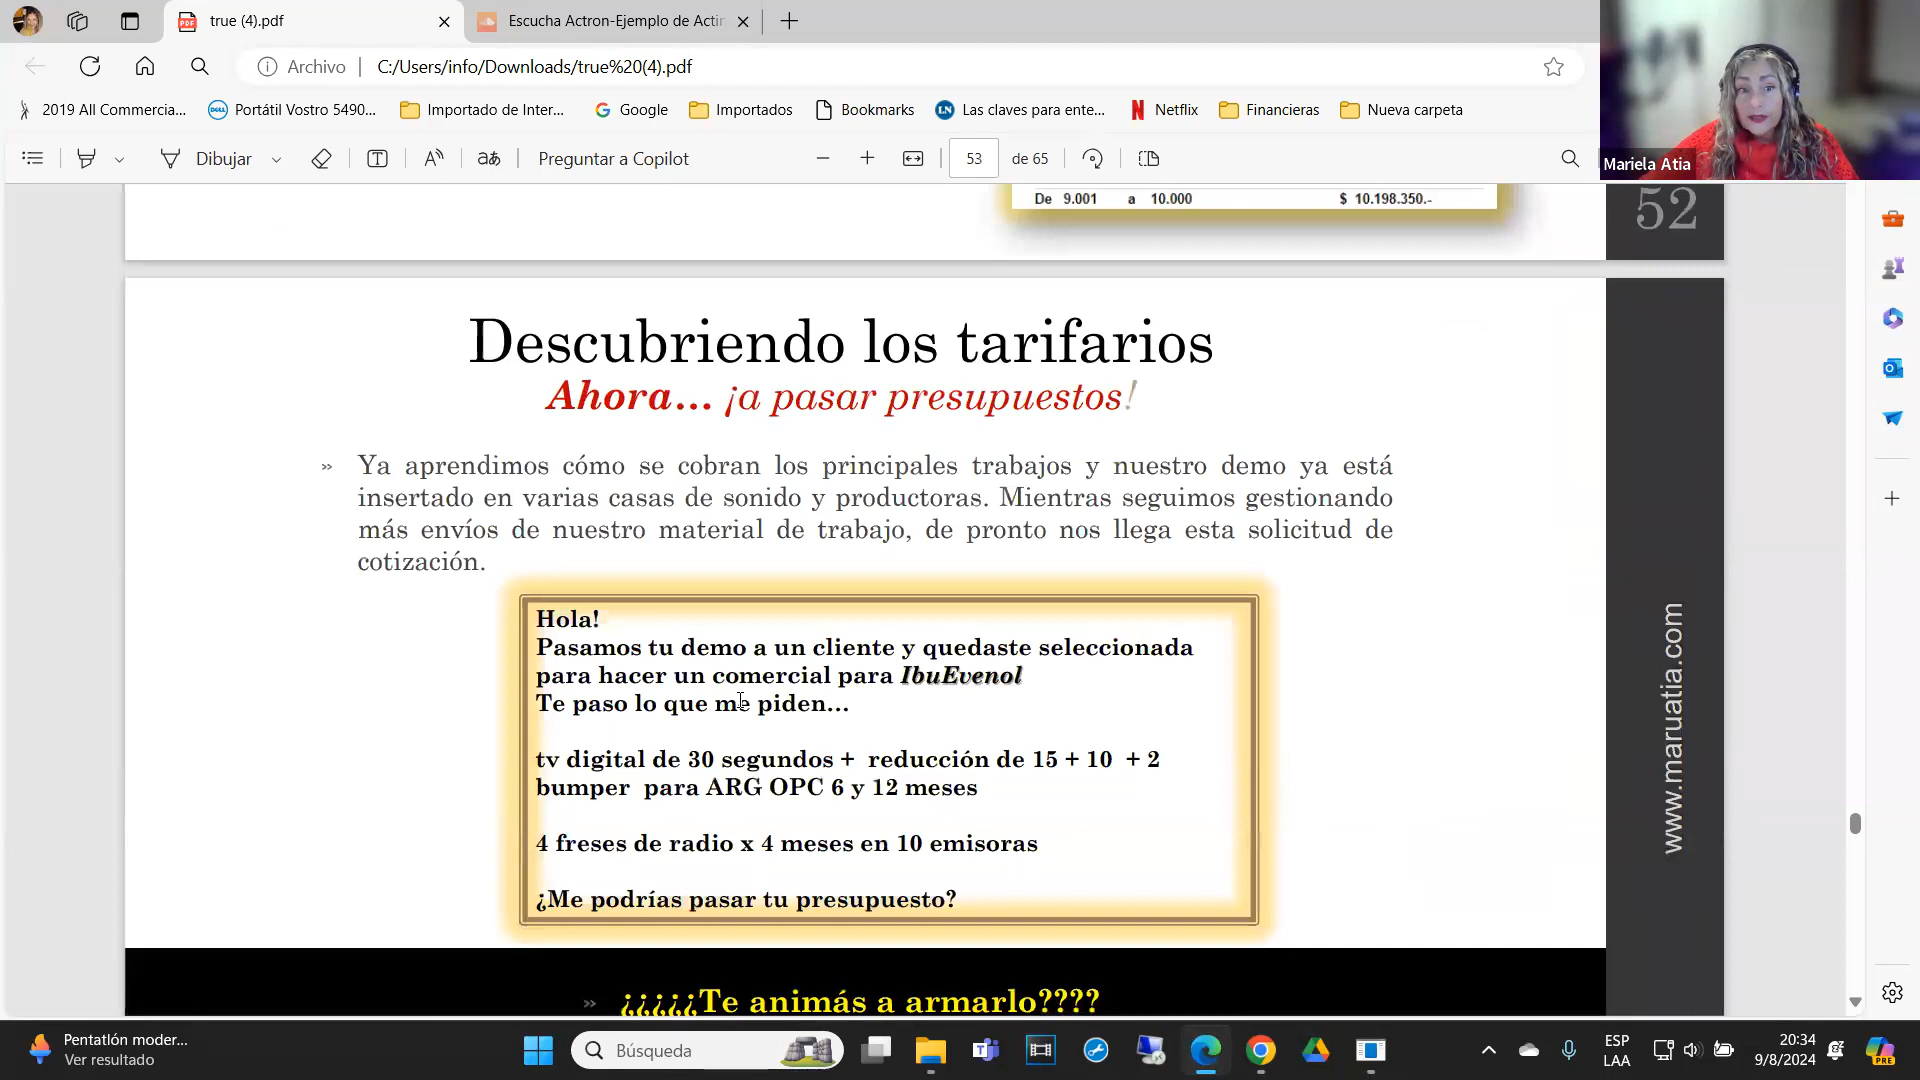 true (4).pdf
Escucha Actron-Ejemplo de Actin
Archivo
C:/Users/info/Downloads/true%20(4).pdf
2019 All Commercia...
Portátil Vostro 5490...
Importado de Inter...
Google
Importados
Bookmarks
Las claves para ente...
Netflix
Financieras
Nueva carpeta
Dibujar
Preguntar a Copilot
53
de 65
Mariela Atia
De 9.001 a 10.000 $ 10.198.350.-
52
Descubriendo los tarifarios
Ahora... ¡a pasar presupuestos!
» Ya aprendimos cómo se cobran los principales trabajos y nuestro demo ya está
insertado en varias casas de sonido y productoras. Mientras seguimos gestionando
más envíos de nuestro material de trabajo, de pronto nos llega esta solicitud de
cotización.
Hola!
Pasamos tu demo a un cliente y quedaste seleccionada
para hacer un comercial para IbuEvenol
Te paso lo que me piden...
tv digital de 30 segundos + reducción de 15 + 10 + 2
bumper para ARG OPC 6 y 12 meses
4 freses de radio x 4 meses en 10 emisoras
¿Me podrías pasar tu presupuesto?
www.maruatia.com
» ¿¿¿¿¿Te animás a armarlo????
Pentatlón moder...
Ver resultado
Búsqueda
ESP
LAA
20:34
9/8/2024
PRE